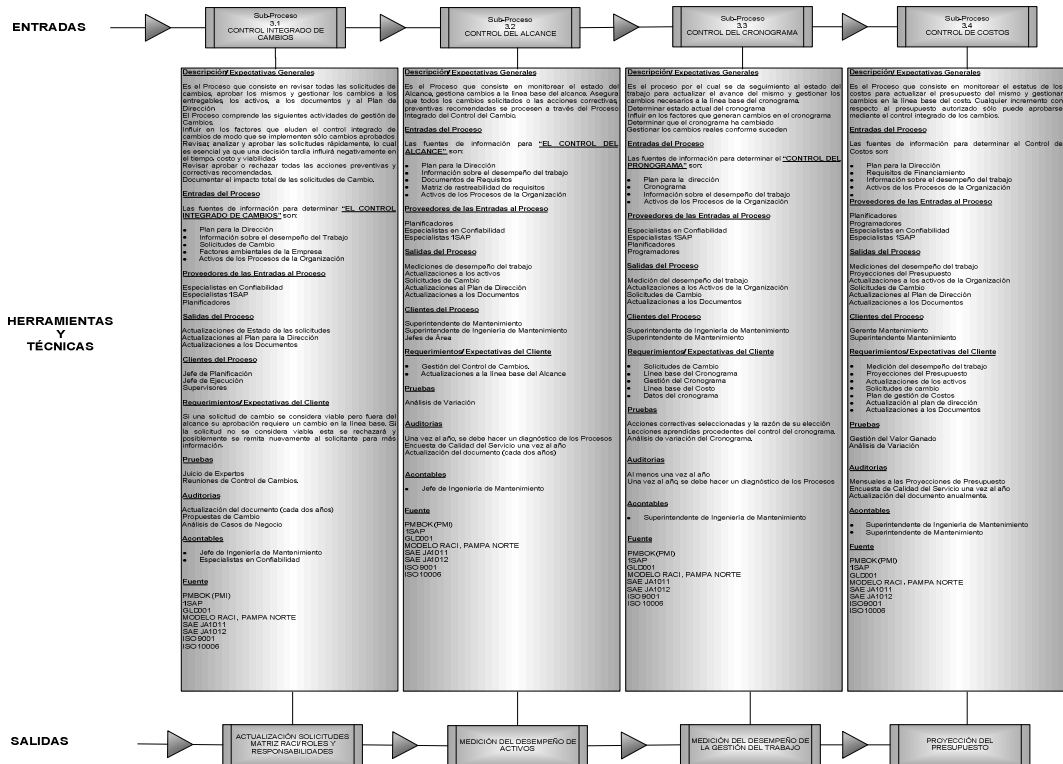 ENTRADAS
Sub-Proceso
3.1
CONTROL INTEGRADO DE
CAMBIOS
Sub-Proceso
3.2
CONTROL DEL ALCANCE
Sub-Proceso
3.3
CONTROL DEL CRONOGRAMA
Sub-Proceso
3.4
CONTROL DE COSTOS
HERRAMIENTAS
Y
TÉCNICAS
Descripción/Expectativas Generales
Es el Proceso que consiste en revisar todas las solicitudes de
cambios, aprobar los mismos y gestionar los cambios a los
entregables, los activos, a los documentos y al Plan de
Dirección
El Proceso comprende las siguientes actividades de gestión de
Cambios.
Influir en los factores que eluden el control integrado de
cambios de modo que se implementen sólo cambios aprobados
Revisar, analizar y aprobar las solicitudes rápidamente, lo cual
es esencial ya que una decisión tardía influirá negativamente en
el tiempo, costo y viabilidad.
Revisar aprobar o rechazar todas las acciones preventivas y
correctivas recomendadas.
Documentar el impacto total de las solicitudes de Cambio.
Entradas del Proceso
Las fuentes de información para determinar "EL CONTROL
INTEGRADO DE CAMBIOS" son:
• Plan para la Dirección
• Información sobre el desempeño del Trabajo
• Solicitudes de Cambio
• Factores ambientales de la Empresa
• Activos de los Procesos de la Organización
Proveedores de las Entradas al Proceso
Especialistas en Confiabilidad
Especialistas 1SAP
Planificadores
Salidas del Proceso
Actualizaciones de Estado de las solicitudes
Actualizaciones al Plan para la Dirección
Actualizaciones a los Documentos
Clientes del Proceso
Jefe de Planificación
Jefe de Ejecución
Supervisores
Requerimientos/Expectativas del Cliente
Si una solicitud de cambio se considera viable pero fuera del
alcance su aprobación requiere un cambio en la línea base. Si
la solicitud no se considera viable esta se rechazará y
posiblemente se remita nuevamente al solicitante para más
información.
Pruebas
Juicio de Expertos
Reuniones de Control de Cambios.
Auditorias
Actualización del documento (cada dos años)
Propuestas de Cambio
Análisis de Casos de Negocio
Acontables
• Jefe de Ingeniería de Mantenimiento
• Especialistas en Confiabilidad
Fuente
PMBOK (PMI)
1SAP
GLD001
MODELO RACI, PAMPA NORTE
SAE JA1011
SAE JA1012
ISO 9001
ISO 10006
Descripción/Expectativas Generales
Es el Proceso que consiste en monitorear el estado del
Alcance, gestiona cambios a la línea base del alcance. Asegura
que todos los cambios solicitados o las acciones correctivas,
preventivas recomendadas se procesen a través del Proceso
Integrado del Control del Cambio.
Entradas del Proceso
Las fuentes de información para "EL CONTROL DEL
ALCANCE" son:
• Plan para la Dirección
• Información sobre el desempeño del trabajo
• Documentos de Requisitos
• Matriz de rastreabilidad de requisitos
• Activos de los Procesos de la Organización
Proveedores de las Entradas al Proceso
Planificadores
Especialistas en Confiabilidad
Especialistas 1SAP
Salidas del Proceso
Mediciones de desempeño del trabajo
Actualizaciones a los activos
Solicitudes de Cambio
Actualizaciones al Plan de Dirección
Actualizaciones a los Documentos
Clientes del Proceso
Superintendente de Mantenimiento
Superintendente de Ingeniería de Mantenimiento
Jefes de Área
Requerimientos/Expectativas del Cliente
• Gestión del Control de Cambios.
• Actualizaciones a la línea base del Alcance
Pruebas
Análisis de Variación
Auditorias
Una vez al año, se debe hacer un diagnóstico de los Procesos
Encuesta de Calidad del Servicio una vez al año
Actualización del documento (cada dos años)
Acontables
• Jefe de Ingeniería de Mantenimiento
Fuente
PMBOK (PMI)
1SAP
GLD001
MODELO RACI, PAMPA NORTE
SAE JA1011
SAE JA1012
ISO 9001
ISO 10006
Descripción/Expectativas Generales
Es el proceso por el cual se da seguimiento al estado del
trabajo para actualizar el avance del mismo y gestionar los
cambios necesarios a la línea base del cronograma.
Determinar estado actual del cronograma
Influir en los factores que generan cambios en el cronograma
Determinar que el cronograma ha cambiado
Gestionar los cambios reales conforme suceden
Entradas del Proceso
Las fuentes de información para determinar el "CONTROL DEL
PRONOGRAMA" son:
• Plan para la dirección
• Cronograma
• Información sobre el desempeño del trabajo
• Activos de los Procesos de la Organización
Proveedores de las Entradas al Proceso
Especialistas en Confiabilidad
Especialistas 1SAP
Planificadores
Programadores
Salidas del Proceso
Medición del desempeño del trabajo
Actualizaciones a los Activos de la Organización
Solicitudes de Cambio
Actualizaciones a los Documentos
Clientes del Proceso
Superintendente de Mantenimiento
Superintendente de Ingeniería de Mantenimiento
Requerimientos/Expectativas del Cliente
• Solicitudes de Cambio
• Línea base del Cronograma
• Gestión del Cronograma
• Línea base del Costo
• Datos del cronograma
Pruebas
Acciones correctivas seleccionadas y la razón de su elección
Lecciones aprendidas procedentes del control del cronograma.
Análisis de variación del Cronograma.
Auditorias
Al menos una vez al año
Una vez al año, se debe hacer un diagnóstico de los Procesos
Acontables
• Superintendente de Ingeniería de Mantenimiento
Fuente
PMBOK (PMI)
1SAP
GLD001
MODELO RACI, PAMPA NORTE
SAE JA1011
SAE JA1012
ISO 9001
ISO 10006
Descripción/Expectativas Generales
Es el Proceso que consiste en monitorear el estatus de los
costos para actualizar el presupuesto del mismo y gestionar
cambios en la línea base del costo. Cualquier incremento con
respecto al presupuesto autorizado sólo puede aprobarse
mediante el control integrado de los cambios.
Entradas del Proceso
Las fuentes de información para determinar el Control de
Costos son:
• Plan para la Dirección
• Requisitos de Financiamiento
• Información sobre el desempeño del trabajo
• Activos de los Procesos de la Organización
•
Proveedores de las Entradas al Proceso
Planificadores
Programadores
Especialistas en Confiabilidad
Especialistas 1SAP
Salidas del Proceso
Mediciones del desempeño del trabajo
Proyecciones del Presupuesto
Actualizaciones a los activos de la Organización
Solicitudes de Cambio
Actualizaciones al Plan de Dirección
Actualizaciones a los Documentos
Clientes del Proceso
Gerente Mantenimiento
Superintendente Mantenimiento
Requerimientos/Expectativas del Cliente
• Medición del desempeño del trabajo
• Proyecciones del Presupuesto
• Actualizaciones de los activos
• Solicitudes de cambio
• Plan de gestión de Costos
• Actualización al plan de dirección
• Actualizaciones a los Documentos
Pruebas
Gestión del Valor Ganado
Análisis de Variación
Auditorias
Mensuales a las Proyecciones de Presupuesto
Encuesta de Calidad del Servicio una vez al año
Actualización del documento anualmente.
Acontables
• Superintendente de Ingeniería de Mantenimiento
• Superintendente de Mantenimiento
Fuente
PMBOK (PMI)
1SAP
GLD001
MODELO RACI, PAMPA NORTE
SAE JA1011
SAE JA1012
ISO 9001
ISO 10006
SALIDAS
ACTUALIZACIÓN SOLICITUDES
MATRIZ RACI/ROLES Y
RESPONSABILIDADES
MEDICIÓN DEL DESEMPEÑO DE
ACTIVOS
MEDICIÓN DEL DESEMPEÑO DE
LA GESTIÓN DEL TRABAJO
PROYECCIÓN DEL
PRESUPUESTO